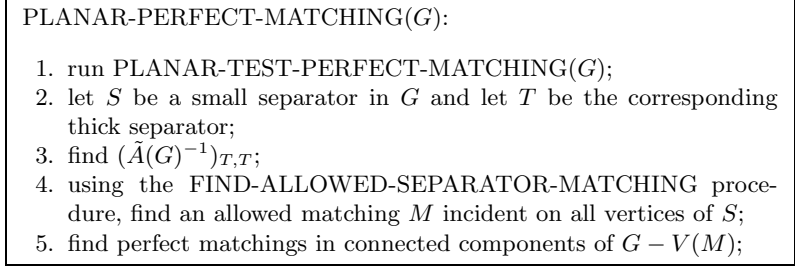 PLANAR-PERFECT-MATCHING(G):
1. run PLANAR-TEST-PERFECT-MATCHING(G);
2. let S be a small separator in G and let T be the corresponding
thick separator;
3. find (Ã(G)⁻¹)T,T;
4. using the FIND-ALLOWED-SEPARATOR-MATCHING proce-
dure, find an allowed matching M incident on all vertices of S;
5. find perfect matchings in connected components of G − V(M);